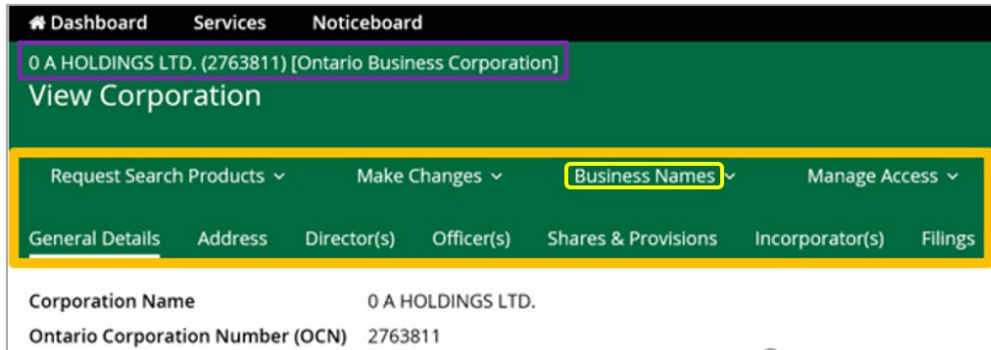 Dashboard Services Noticeboard
0 A HOLDINGS LTD. (2763811) [Ontario Business Corporation]
View Corporation
Request Search Products Make Changes Business Names Manage Access
General Details Address Director(s) Officer(s) Shares & Provisions Incorporator(s) Filings
Corporation Name 0 A HOLDINGS LTD.
Ontario Corporation Number (OCN) 2763811